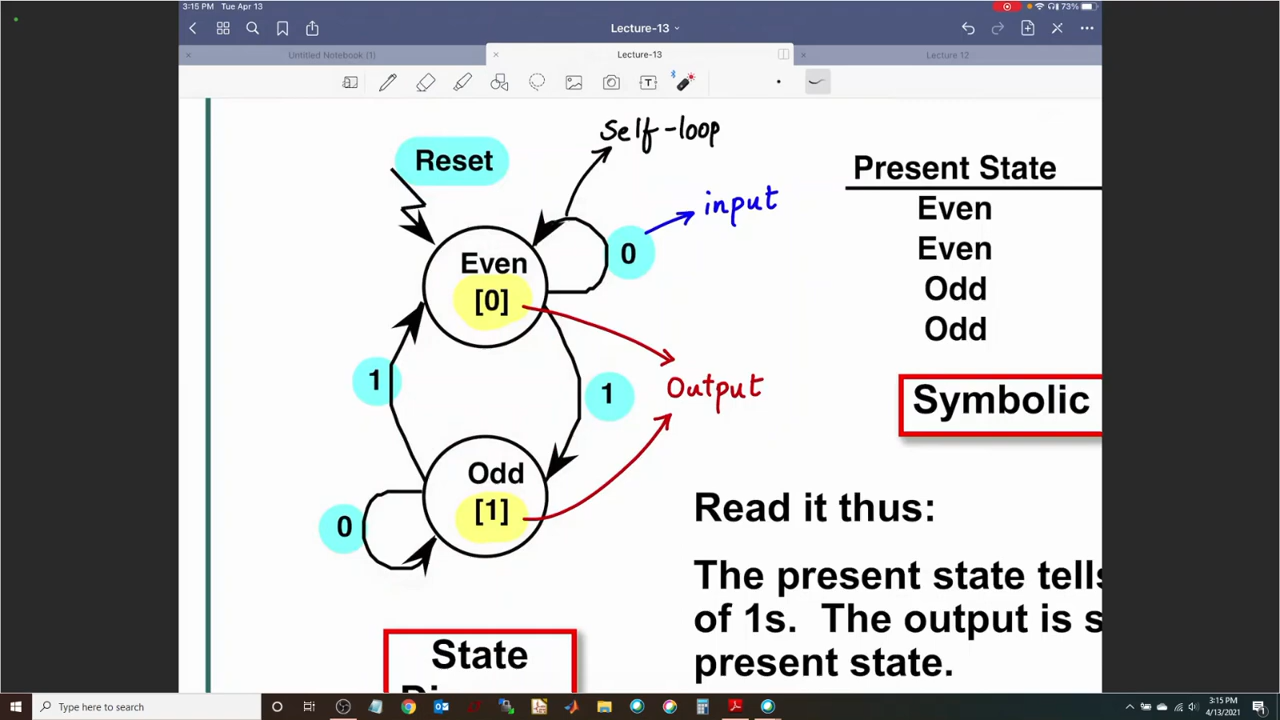 3:15 PM Tue Apr 13
73%
Lecture-13
Untitled Notebook (1)
Lecture-13
Lecture 12
Self-loop
Reset
input
0
Even
[0]
1
1
Output
Odd
[1]
0
State
Present State
Even
Even
Odd
Odd
Symbolic
Read it thus:
The present state tells
of 1s. The output is s
present state.
Type here to search
3:15 PM
4/13/2021